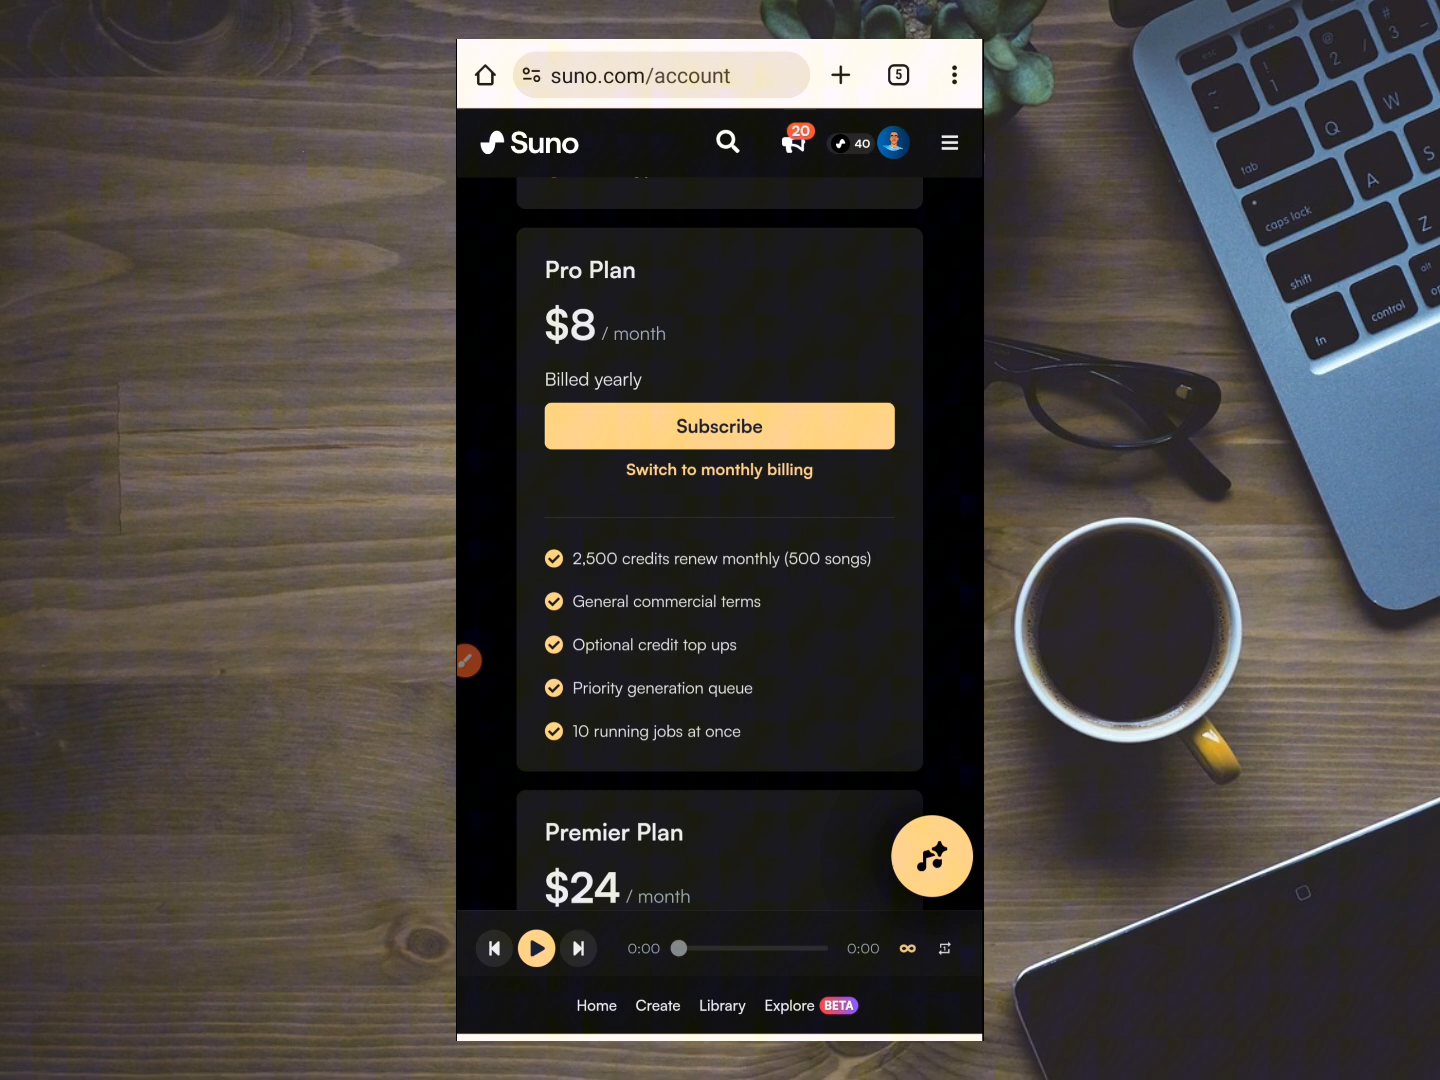 suno.com/account
5
Suno
20
40
Pro Plan
$8 / month
Billed yearly
Subscribe
Switch to monthly billing
2,500 credits renew monthly (500 songs)
General commercial terms
Optional credit top ups
Priority generation queue
10 running jobs at once
Premier Plan
$24 / month
0:00
0:00
Home Create Library Explore BETA
esc
! 1
@ 2
# 3
Q
W
tab
A
S
caps lock
Z
shift
fn
control
alt